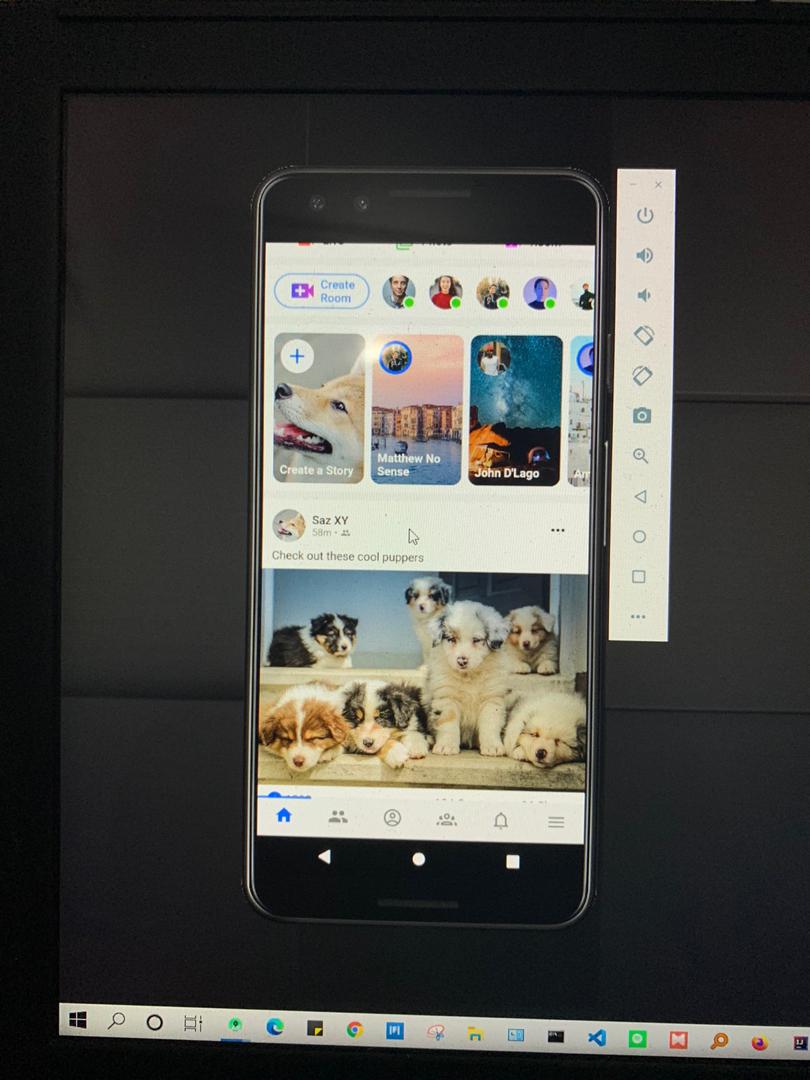 Create
Room
Create a Story
Matthew No
Sense
John D'Lago
Saz XY
58m
Check out these cool puppers